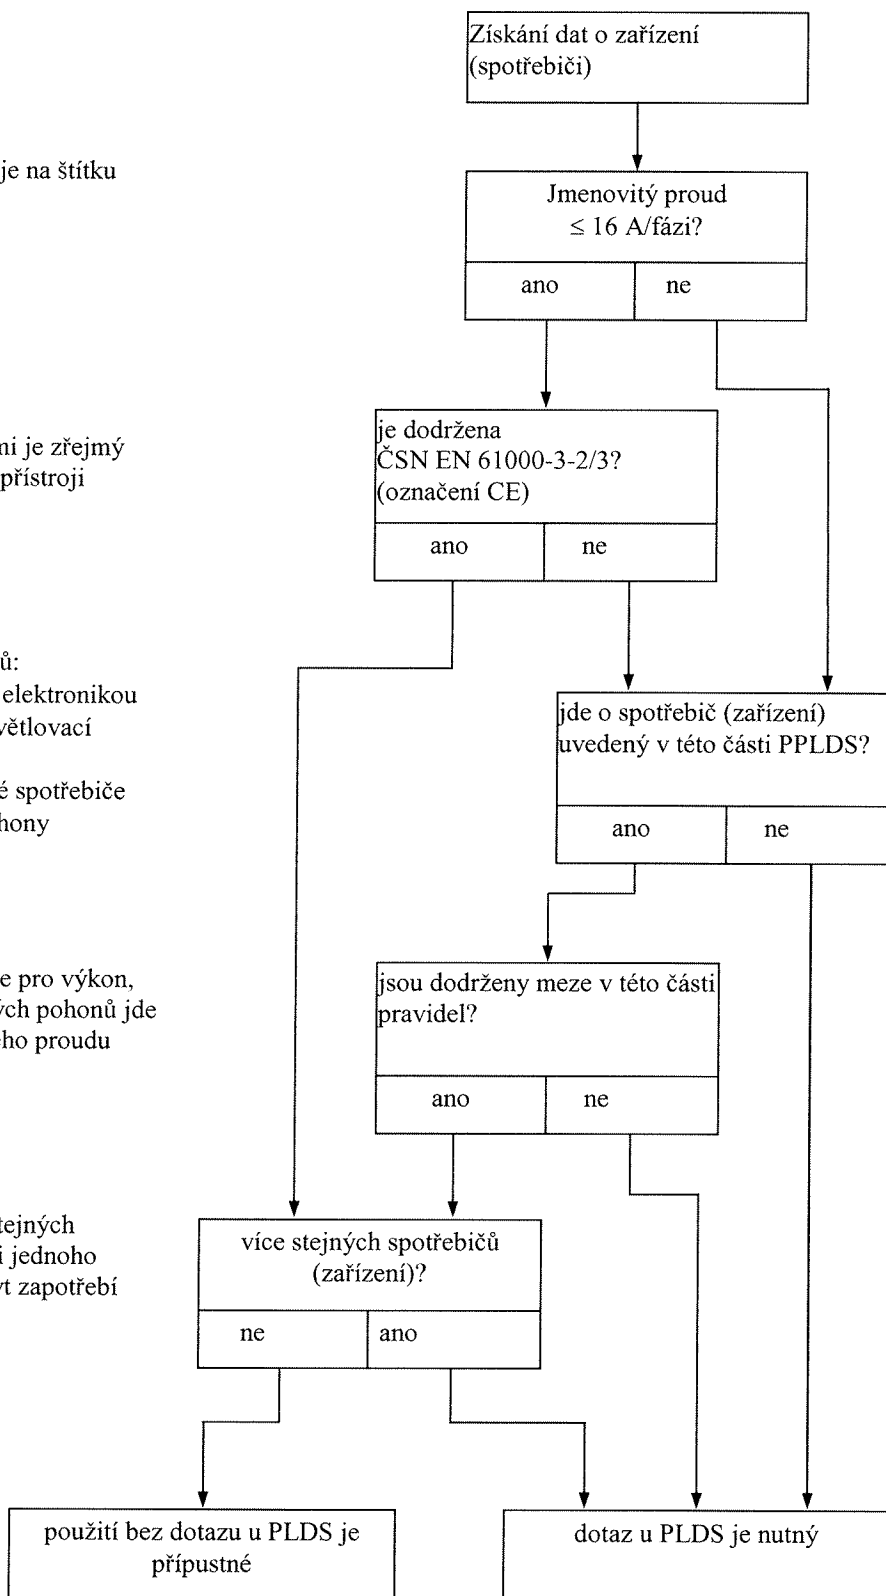 Získání dat o zařízení
(spotřebiči)
je na štítku
Jmenovitý proud
≤ 16 A/fázi?
ano
ne
je dodržena
ČSN EN 61000-3-2/3?
(označení CE)
mi je zřejmý
přístroji
ano
ne
ů:
elektronikou
větlovací
é spotřebiče
hony
jde o spotřebič (zařízení)
uvedený v této části PPLDS?
ano
ne
e pro výkon,
ých pohonů jde
eho proudu
jsou dodrženy meze v této části
pravidel?
ano
ne
tejných
i jednoho
ýt zapotřebí
více stejných spotřebičů
(zařízení)?
ne
ano
použití bez dotazu u PLDS je
přípustné
dotaz u PLDS je nutný